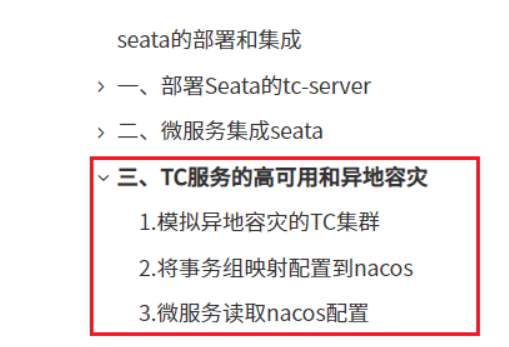 seata的部署和集成
一、部署Seata的tc-server
二、微服务集成seata
三、TC服务的高可用和异地容灾
1.模拟异地容灾的TC集群
2.将事务组映射配置到nacos
3.微服务读取nacos配置